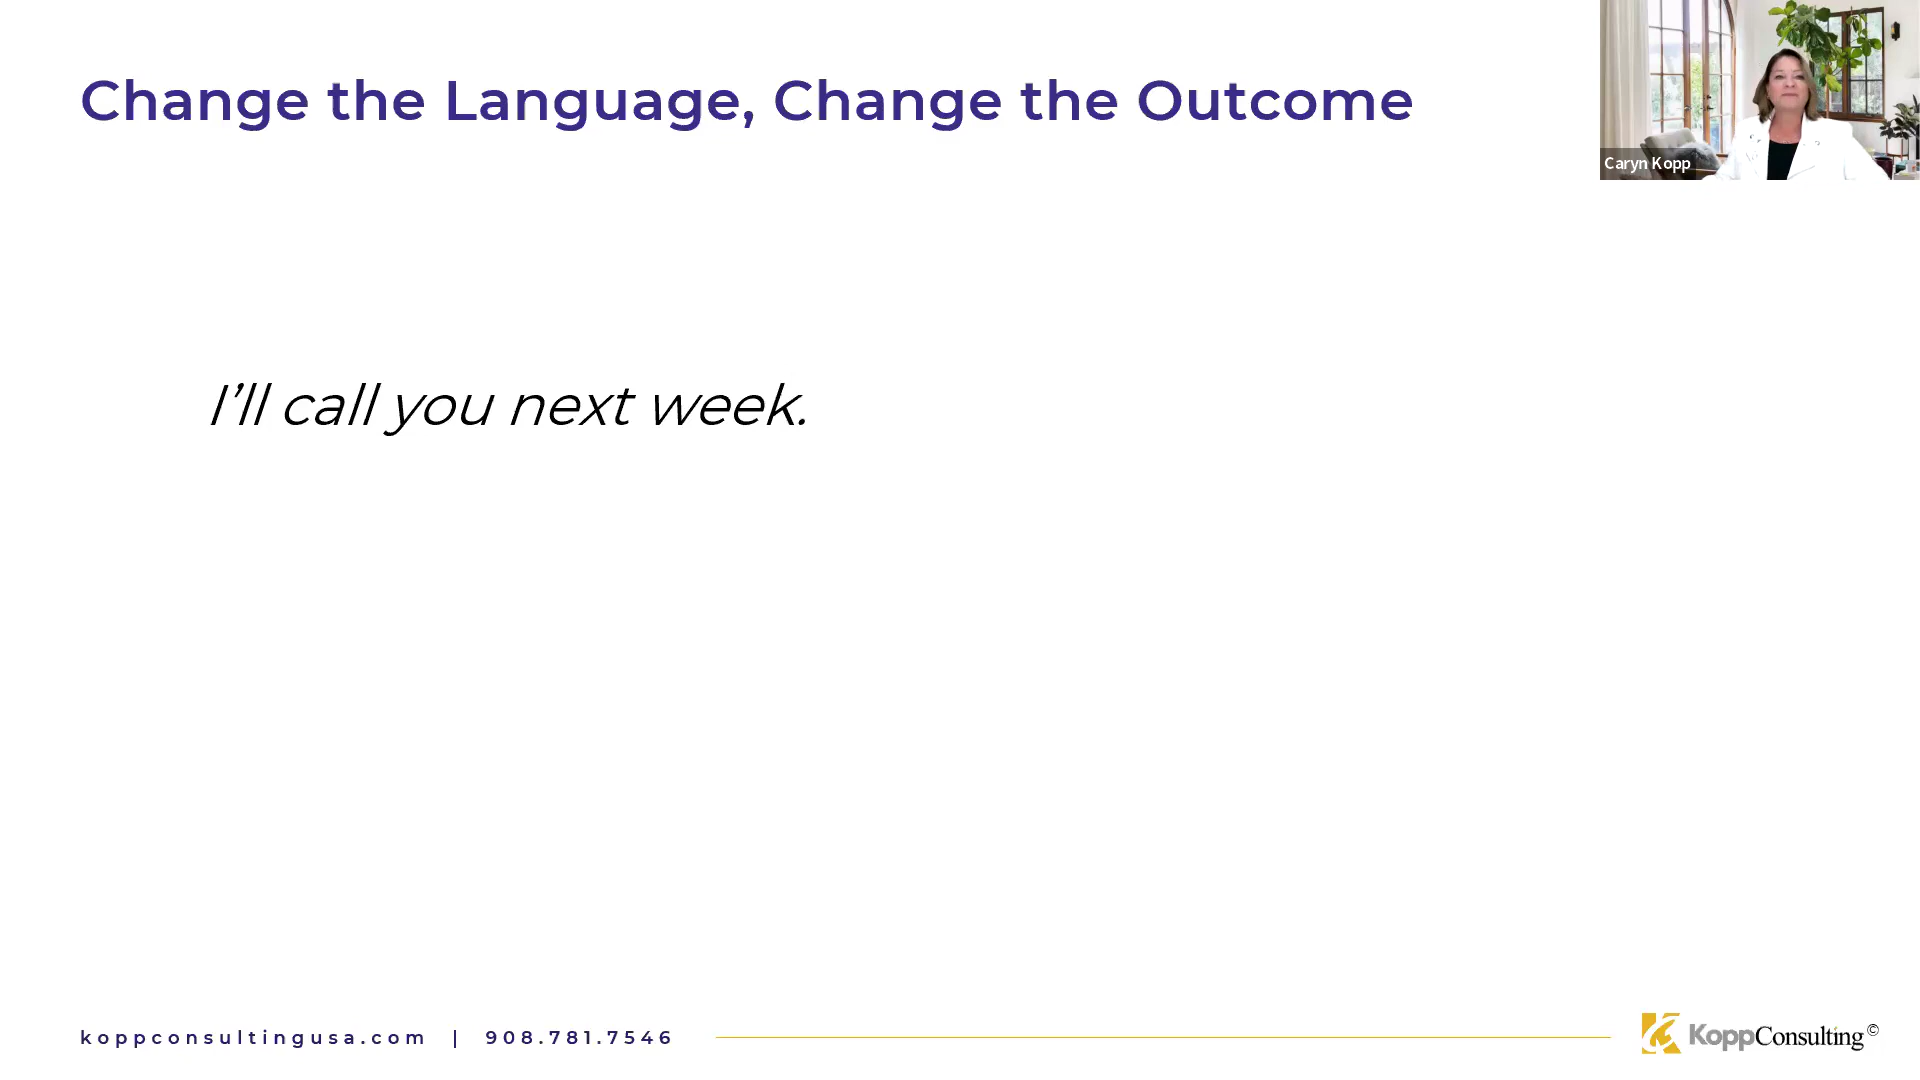 Change the Language, Change the Outcome
Caryn Kopp
I’ll call you next week.
koppconsultingusa.com | 908.781.7546
KoppConsulting©